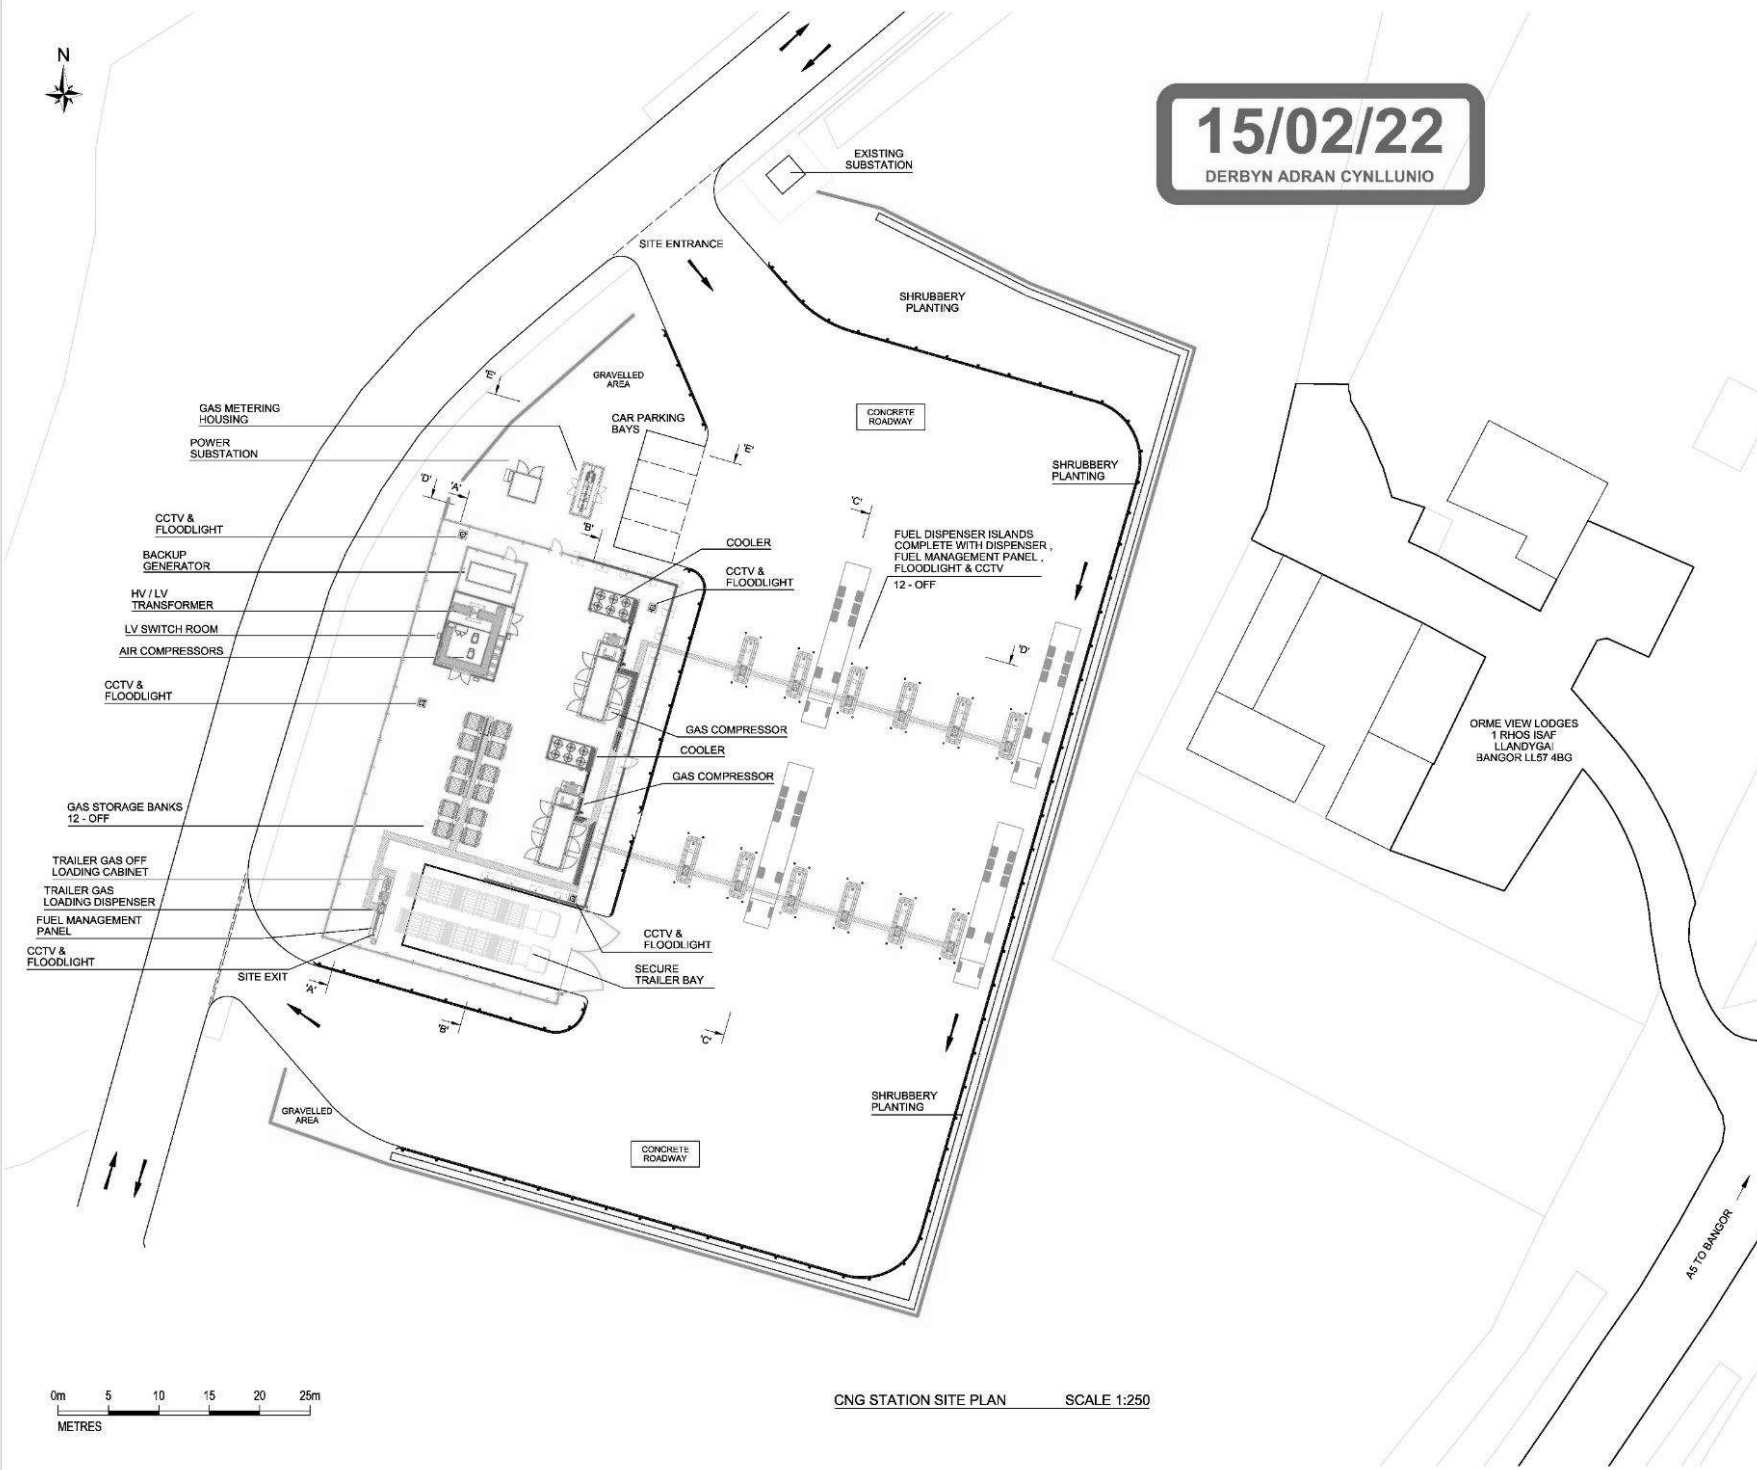 N
15/02/22
DERBYN ADRAN CYNLLUNIO
EXISTING
SUBSTATION
SITE ENTRANCE
SHRUBBERY
PLANTING
'E'
GRAVELLED
AREA
GAS METERING
HOUSING
CAR PARKING
BAYS
CONCRETE
ROADWAY
POWER
SUBSTATION
'E'
SHRUBBERY
PLANTING
'D'
'A'
'C'
CCTV &
FLOODLIGHT
'B'
COOLER
FUEL DISPENSER ISLANDS
COMPLETE WITH DISPENSER ,
FUEL MANAGEMENT PANEL ,
FLOODLIGHT & CCTV
12 - OFF
BACKUP
GENERATOR
CCTV &
FLOODLIGHT
HV / LV
TRANSFORMER
LV SWITCH ROOM
AIR COMPRESSORS
'D'
CCTV &
FLOODLIGHT
GAS COMPRESSOR
COOLER
GAS COMPRESSOR
ORME VIEW LODGES
1 RHOS ISAF
LLANDYGAI
BANGOR LL57 4BG
GAS STORAGE BANKS
12 - OFF
TRAILER GAS OFF
LOADING CABINET
TRAILER GAS
LOADING DISPENSER
FUEL MANAGEMENT
PANEL
CCTV &
FLOODLIGHT
CCTV &
FLOODLIGHT
SITE EXIT
SECURE
TRAILER BAY
'A'
'B'
'C'
SHRUBBERY
PLANTING
GRAVELLED
AREA
CONCRETE
ROADWAY
A5 TO BANGOR
0m 5 10 15 20 25m
METRES
CNG STATION SITE PLAN SCALE 1:250